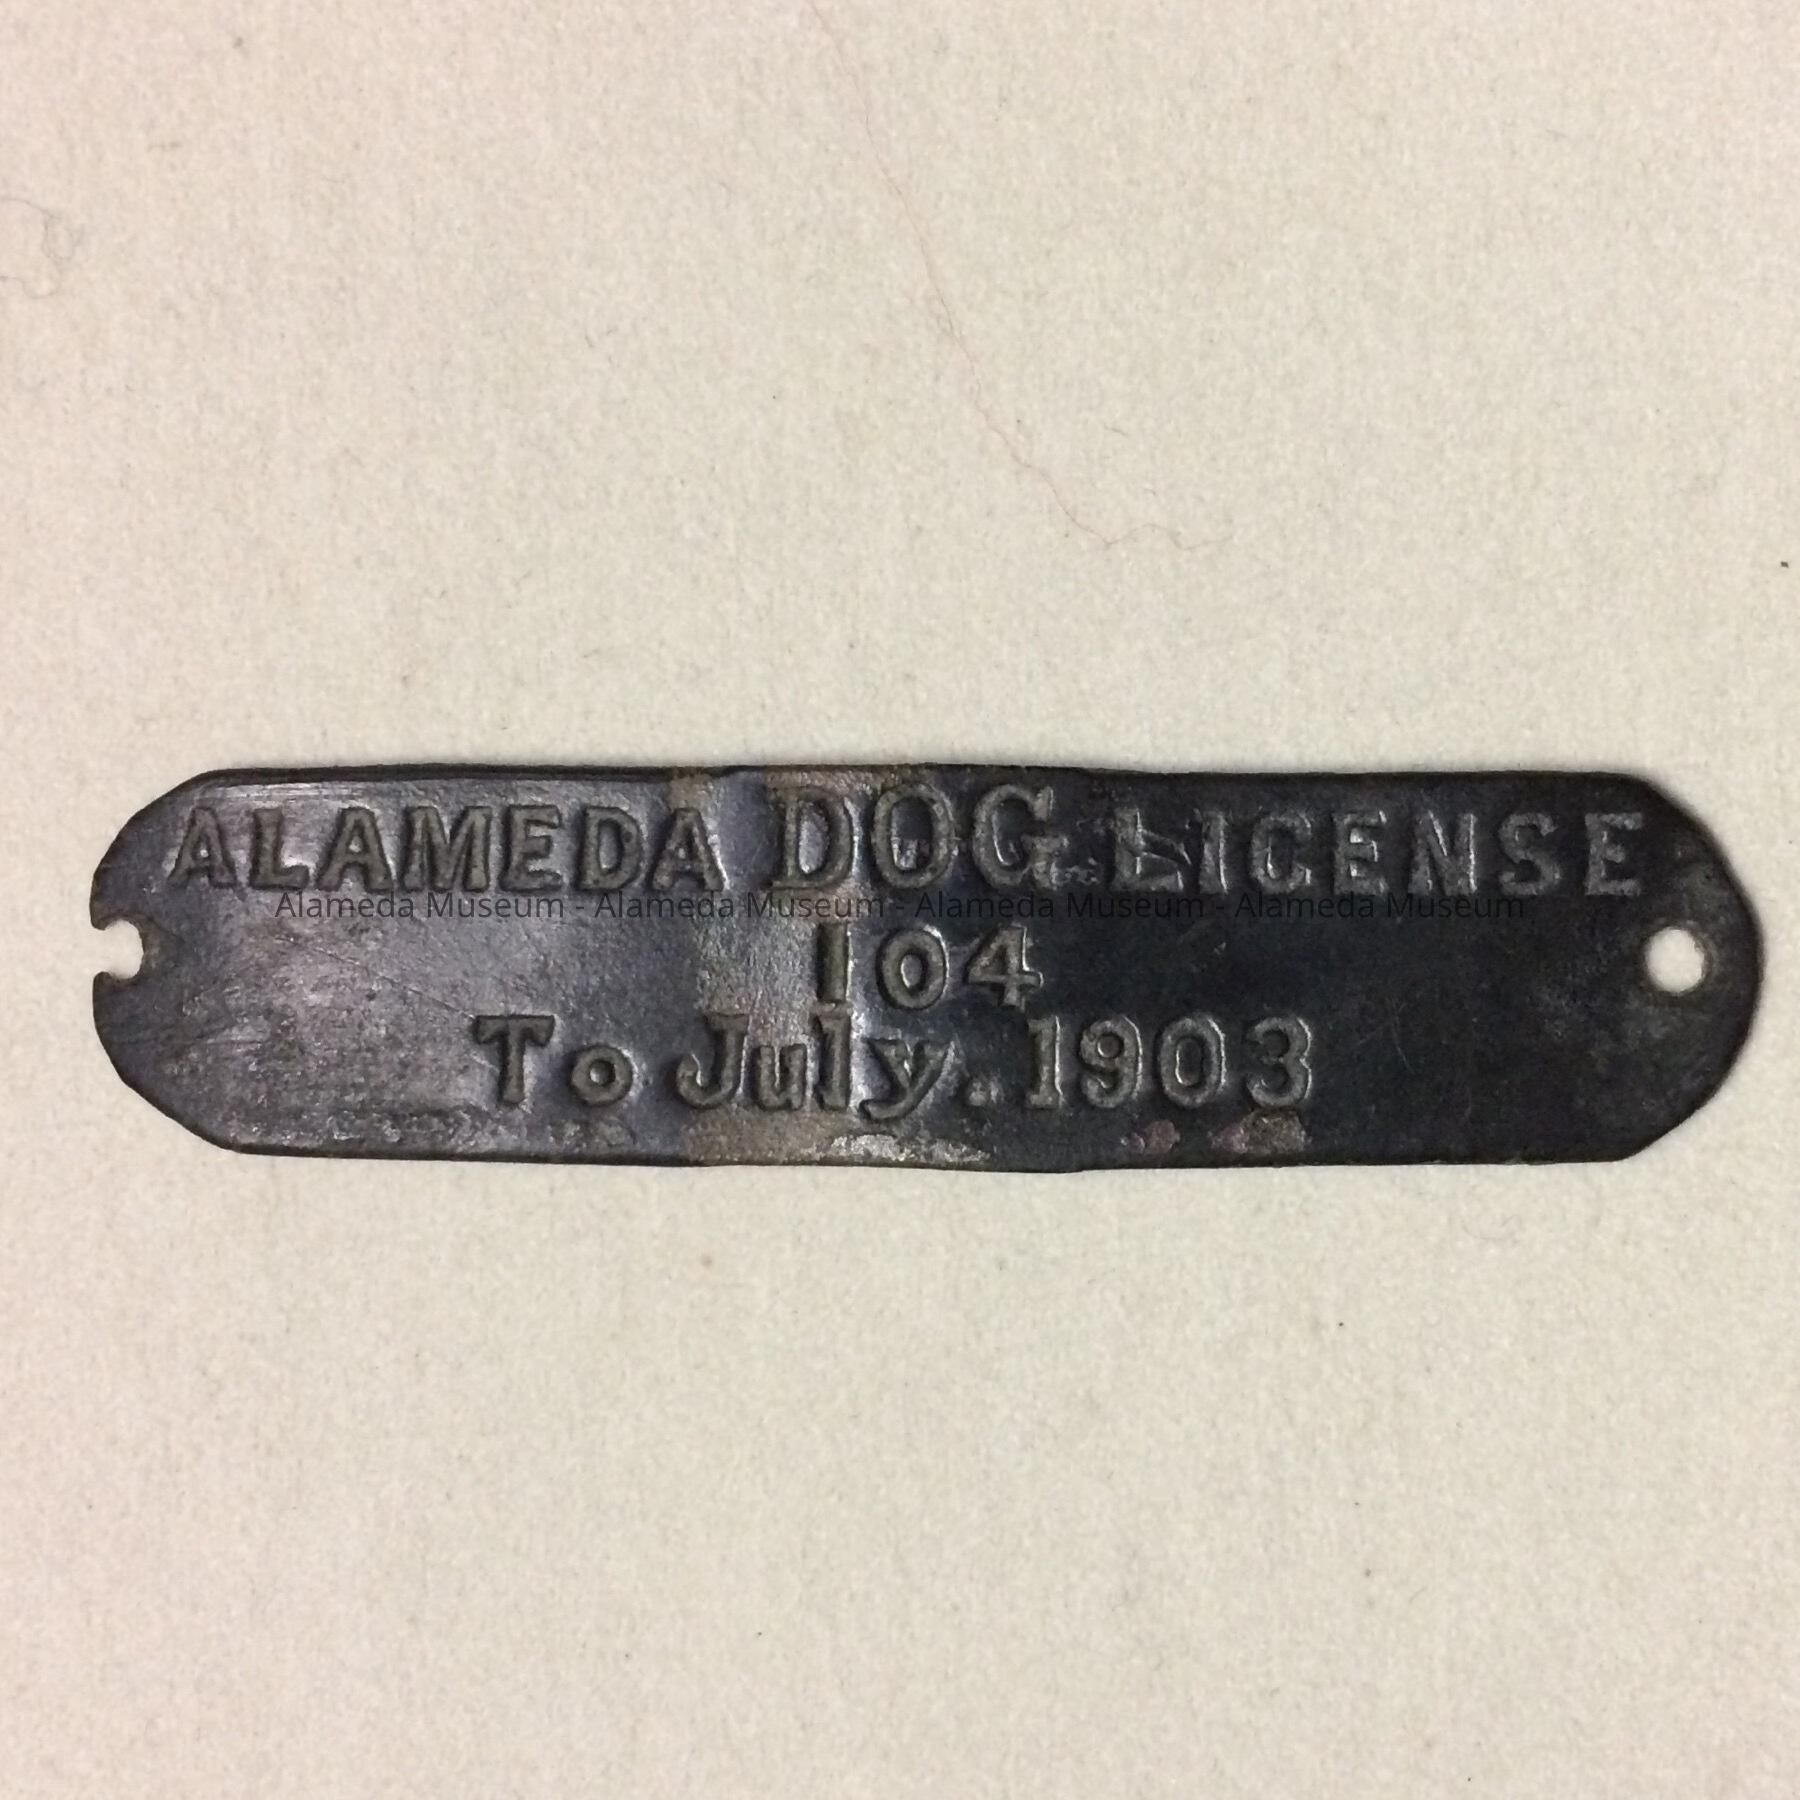 ALAMEDA DOG LICENSE
Alameda Museum - Alameda Museum - Alameda Museum - Alameda Museum
104
To July. 1903